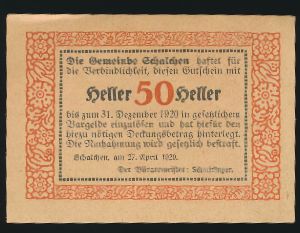 Die Gemeinde Schalchen haftet für
die Verbindlichkeit, diesen Gutschein mit
Heller 50 Heller
bis zum 31. Dezember 1920 in gesetzlichen
Bargelde einzulösen und hat hiefür den
hiezu nötigen Deckungsbetrag hinterlegt.
Die Nachahmung wird gesetzlich bestraft.
Schalchen, am 27. April 1920.
Der Bürgermeister: